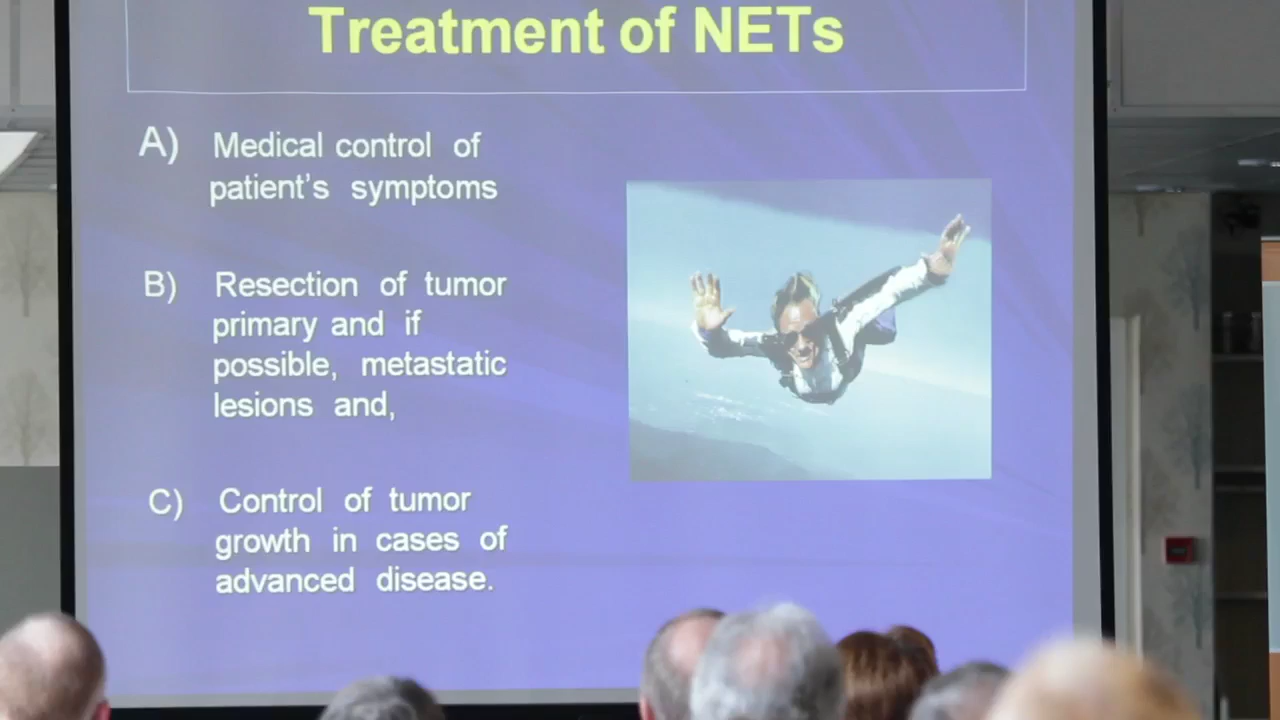 Treatment of NETs
A) Medical control of
patient's symptoms
B) Resection of tumor
primary and if
possible, metastatic
lesions and,
C) Control of tumor
growth in cases of
advanced disease.